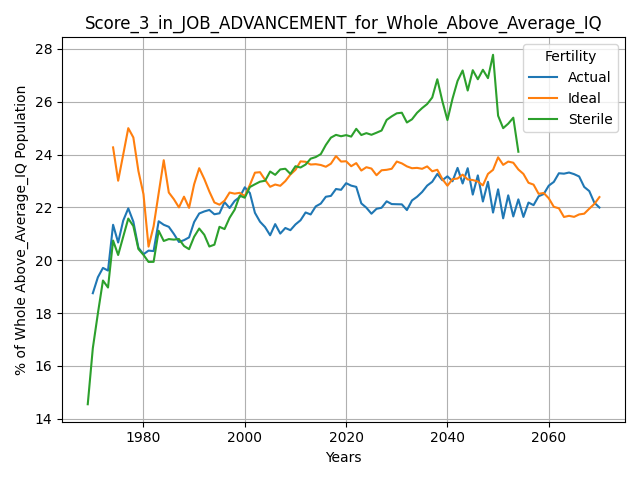 Score_3_in_JOB_ADVANCEMENT_for_Whole_Above_Average_IQ
% of Whole Above_Average_IQ Population
28
26
24
22
20
18
16
14
Fertility
Actual
Ideal
Sterile
1980 2000 2020 2040 2060
Years